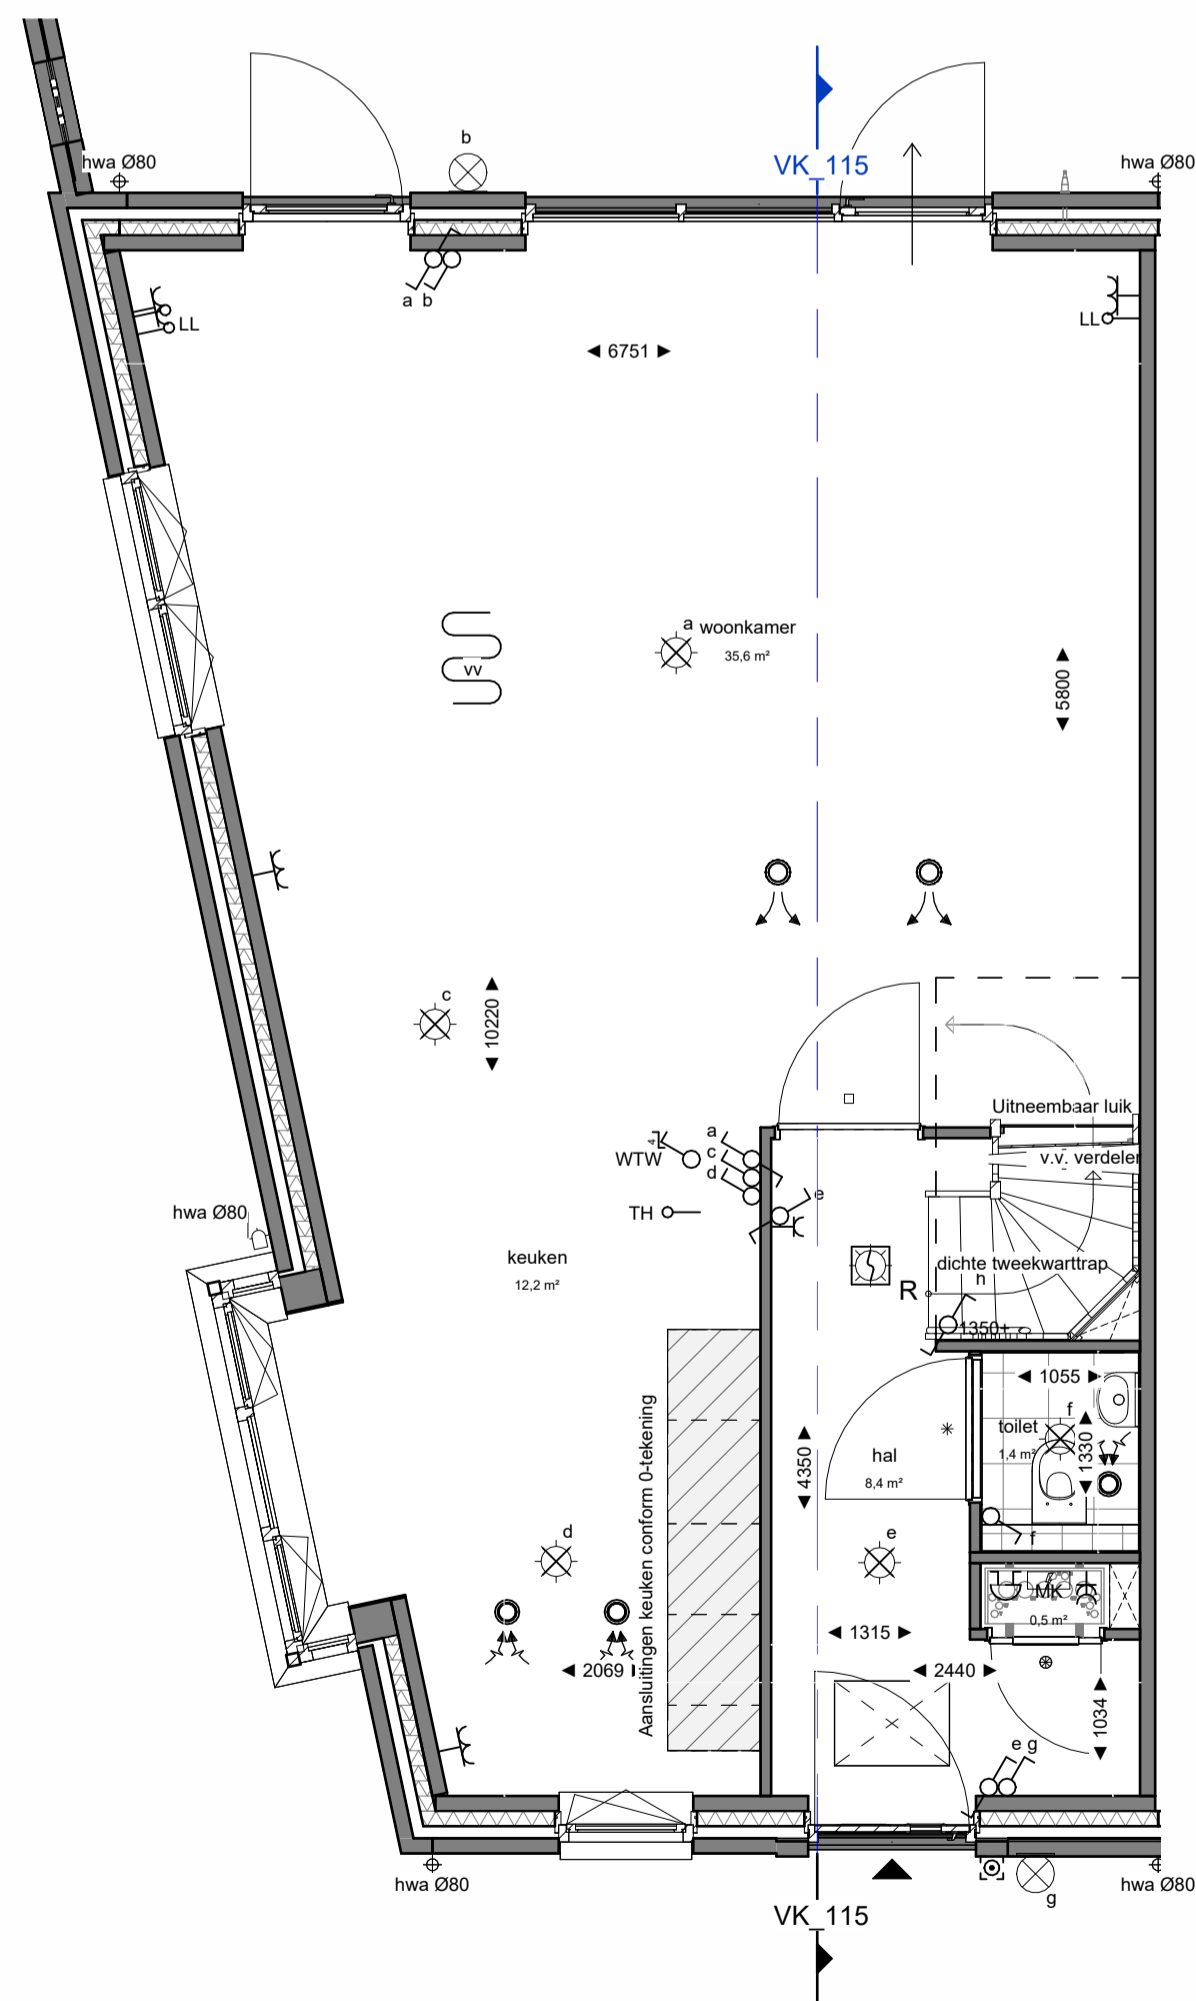 b
hwa Ø80
VK_115
hwa Ø80
a b
LL
LL
6751
a woonkamer
35,6 m²
vv
5800
c
10220
Uitneembaar luik
a
4
WTW
c
v.v. verdeler
d
e
hwa Ø80
TH
keuken
12,2 m²
dichte tweekwarttrap
h
R
1350+
1055
f
toilet
1,4 m²
1330
Aansluitingen keuken conform 0-tekening
4350
hal
8,4 m²
f
d
e
MK
0,5 m²
1315
2069
2440
1034
e g
hwa Ø80
hwa Ø80
g
VK_115